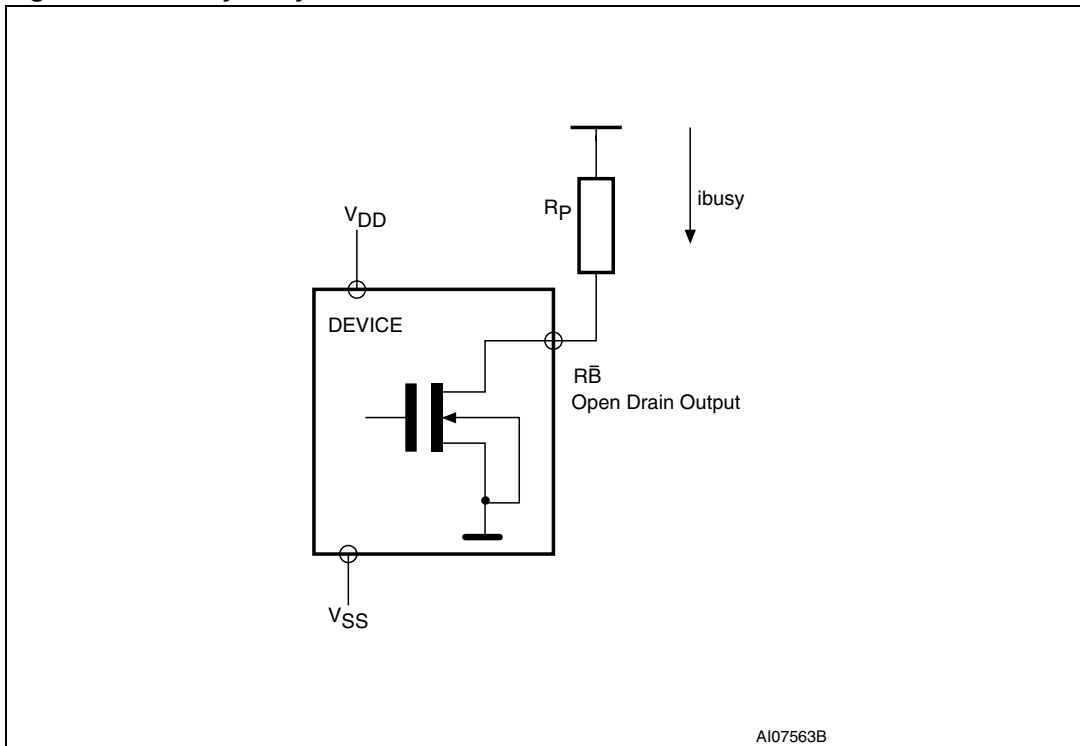 ibusy
RP
VDD
DEVICE
RB̄
Open Drain Output
VSS
AI07563B